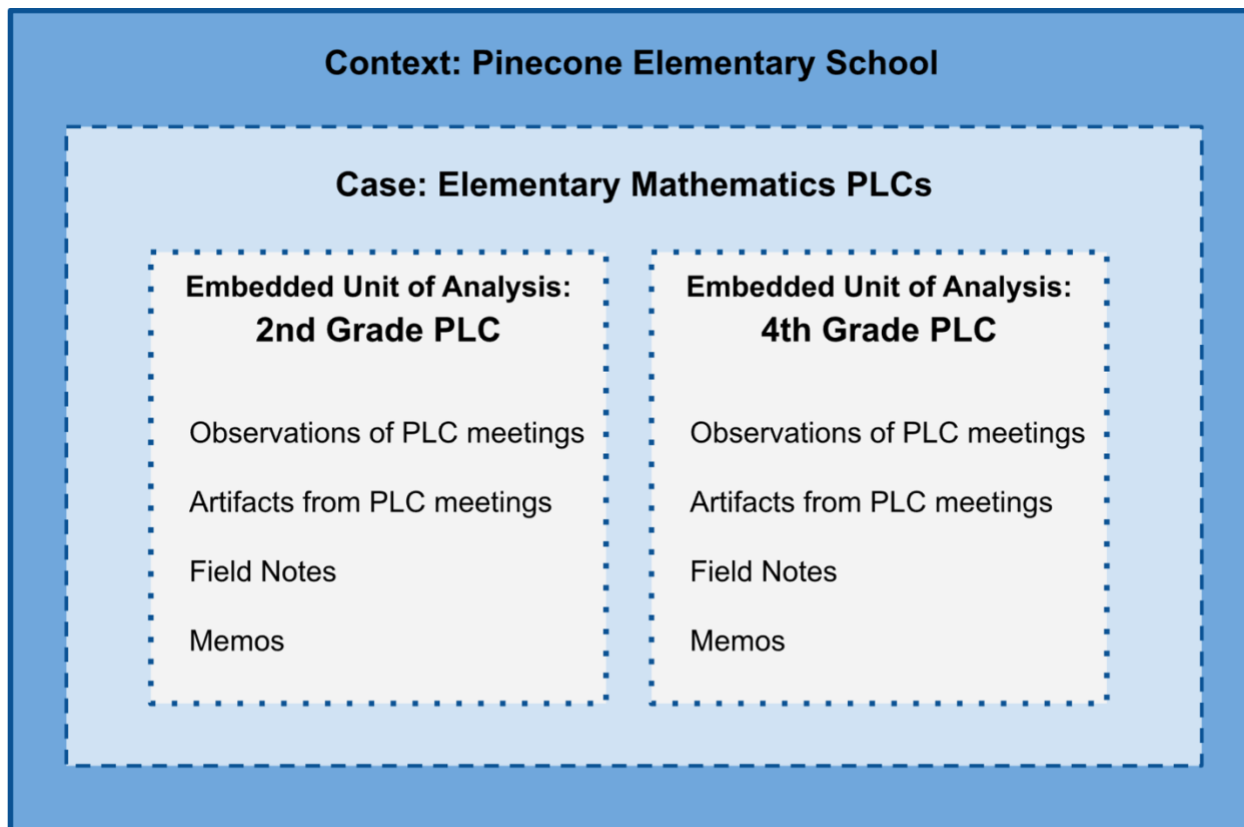 Context: Pinecone Elementary School
Case: Elementary Mathematics PLCs
Embedded Unit of Analysis:
2nd Grade PLC
Observations of PLC meetings
Artifacts from PLC meetings
Field Notes
Memos
Embedded Unit of Analysis:
4th Grade PLC
Observations of PLC meetings
Artifacts from PLC meetings
Field Notes
Memos